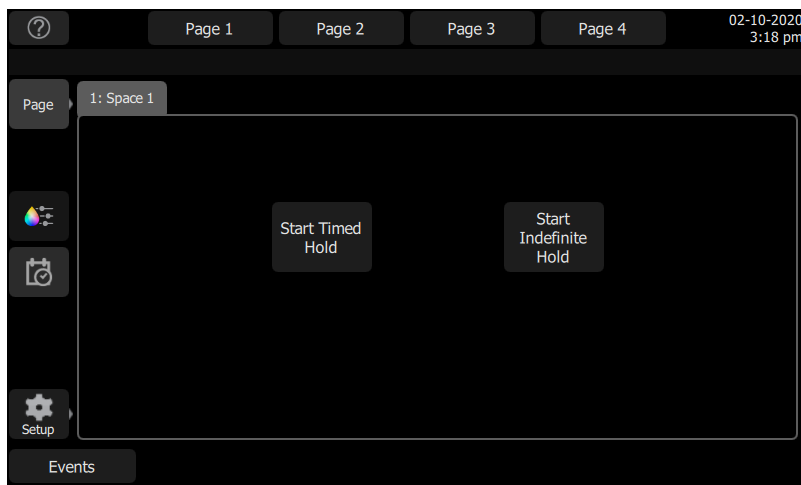 Page 1
Page 2
Page 3
Page 4
02-10-2020
3:18 pm
Page
1: Space 1
Start Timed
Hold
Start
Indefinite
Hold
Setup
Events